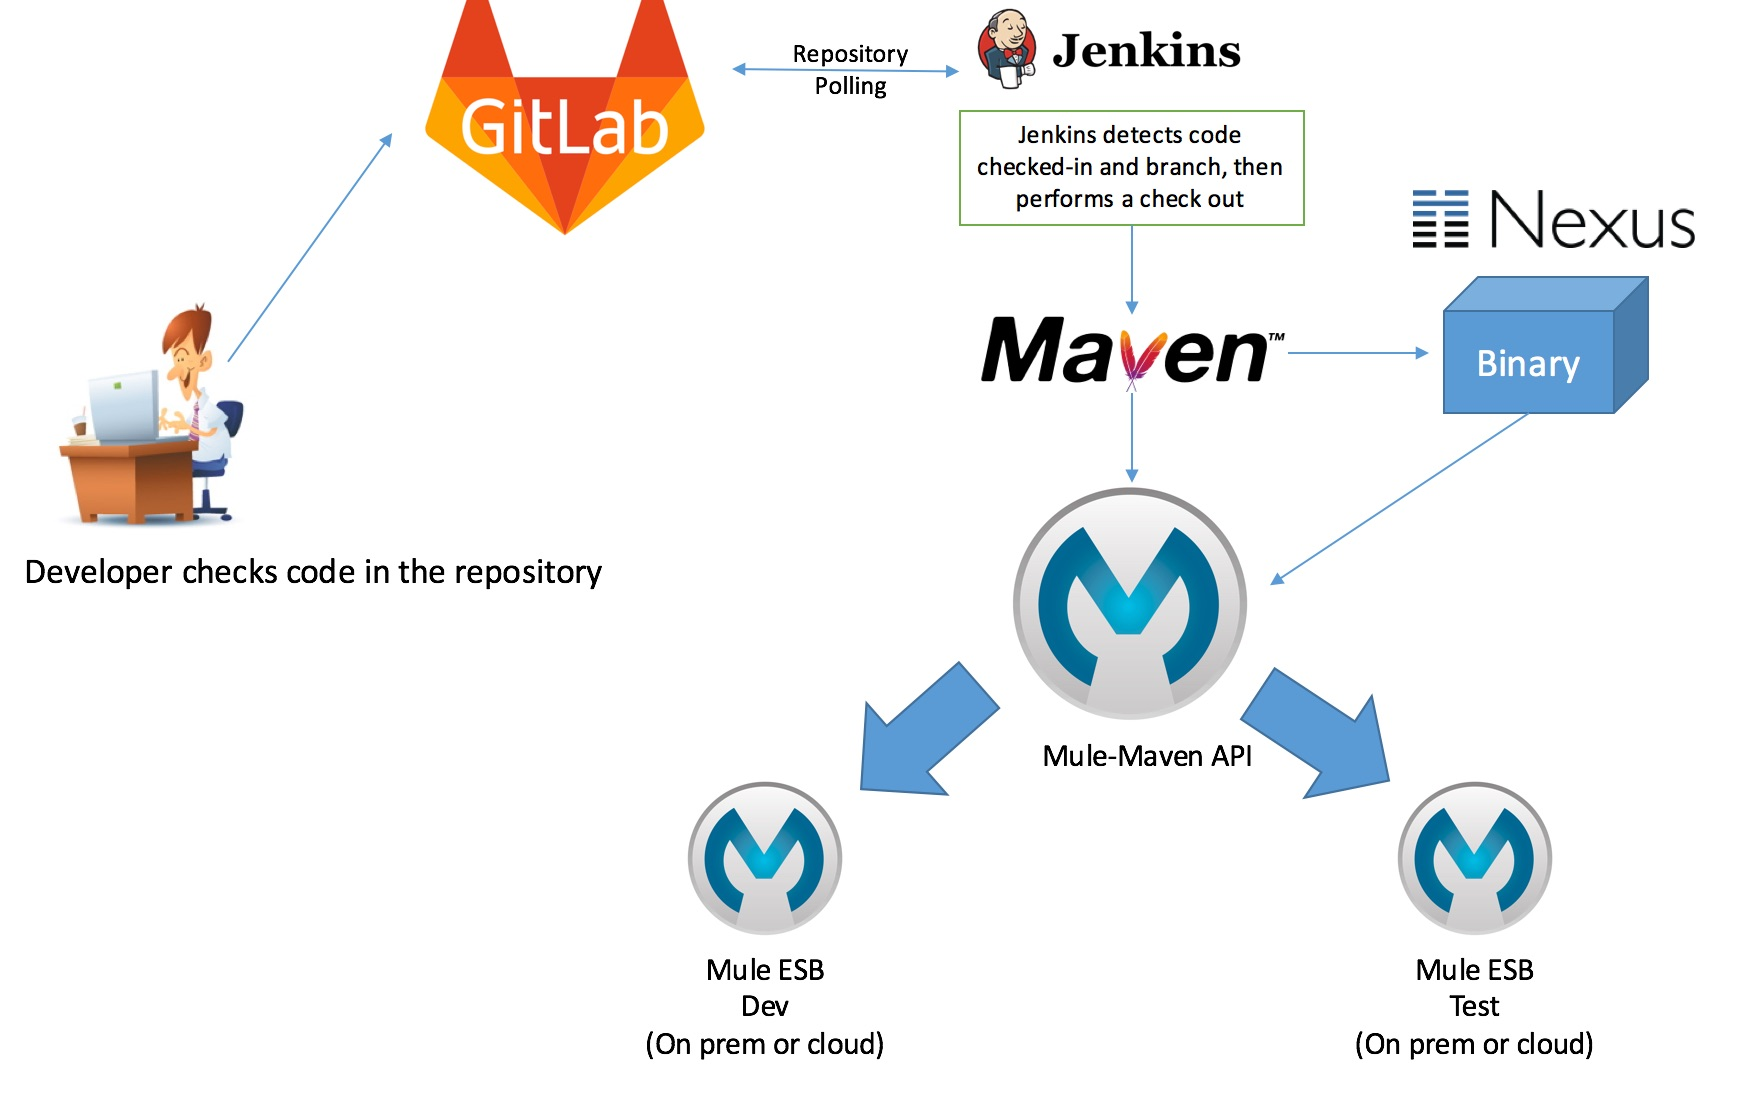 GitLab
Repository
Polling
Jenkins
Jenkins detects code
checked-in and branch, then
performs a check out
Nexus
Maven™
Binary
Developer checks code in the repository
Mule-Maven API
Mule ESB
Dev
(On prem or cloud)
Mule ESB
Test
(On prem or cloud)